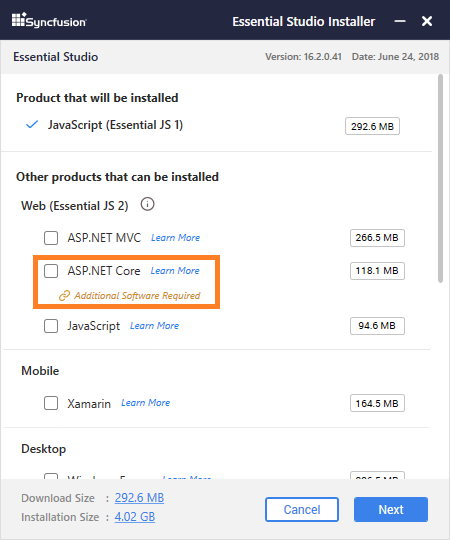 Syncfusion Essential Studio Installer
Essential Studio Version: 16.2.0.41 Date: June 24, 2018
Product that will be installed
JavaScript (Essential JS 1) 292.6 MB
Other products that can be installed
Web (Essential JS 2)
ASP.NET MVC Learn More 266.5 MB
ASP.NET Core Learn More 118.1 MB
Additional Software Required
JavaScript Learn More 94.6 MB
Mobile
Xamarin Learn More 164.5 MB
Desktop
Download Size : 292.6 MB
Installation Size : 4.02 GB
Cancel Next